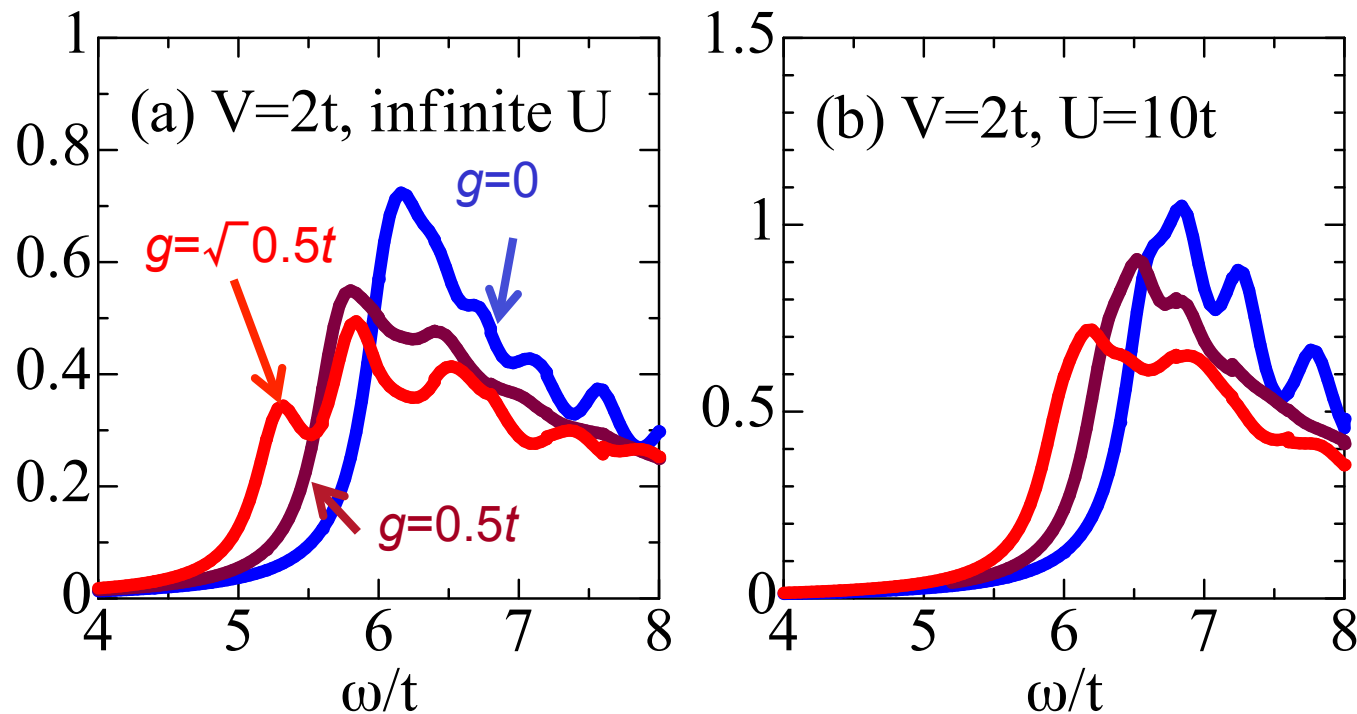 1
0.8
0.6
0.4
0.2
0
(a) V=2t, infinite U
g=0
g=√0.5t
g=0.5t
4 5 6 7 8
ω/t
1.5
1
0.5
0
(b) V=2t, U=10t
4 5 6 7 8
ω/t